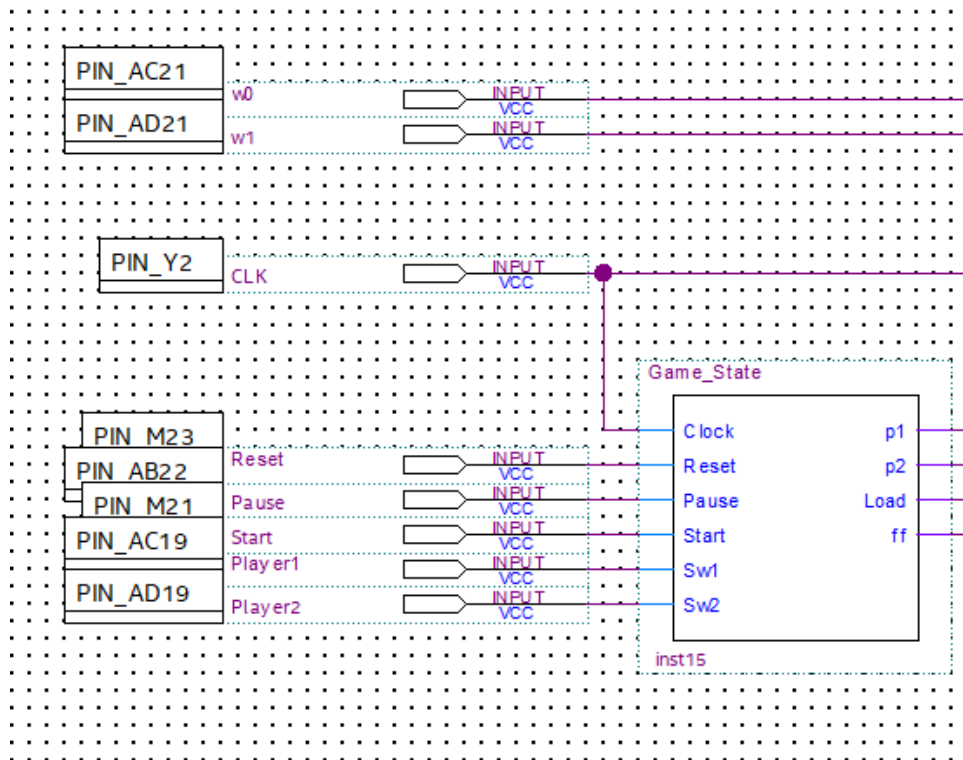 PIN_AC21
w0 INPUT
VCC
PIN_AD21
w1 INPUT
VCC
PIN_Y2
CLK INPUT
VCC
Game_State
PIN_M23
Clock p1
Reset INPUT
VCC
Reset p2
PIN_AB22
Pause INPUT
VCC
Pause Load
PIN_M21
Start INPUT
VCC
Start ff
PIN_AC19
Player1 INPUT
VCC
Sw1
PIN_AD19
Player2 INPUT
VCC
Sw2
inst15